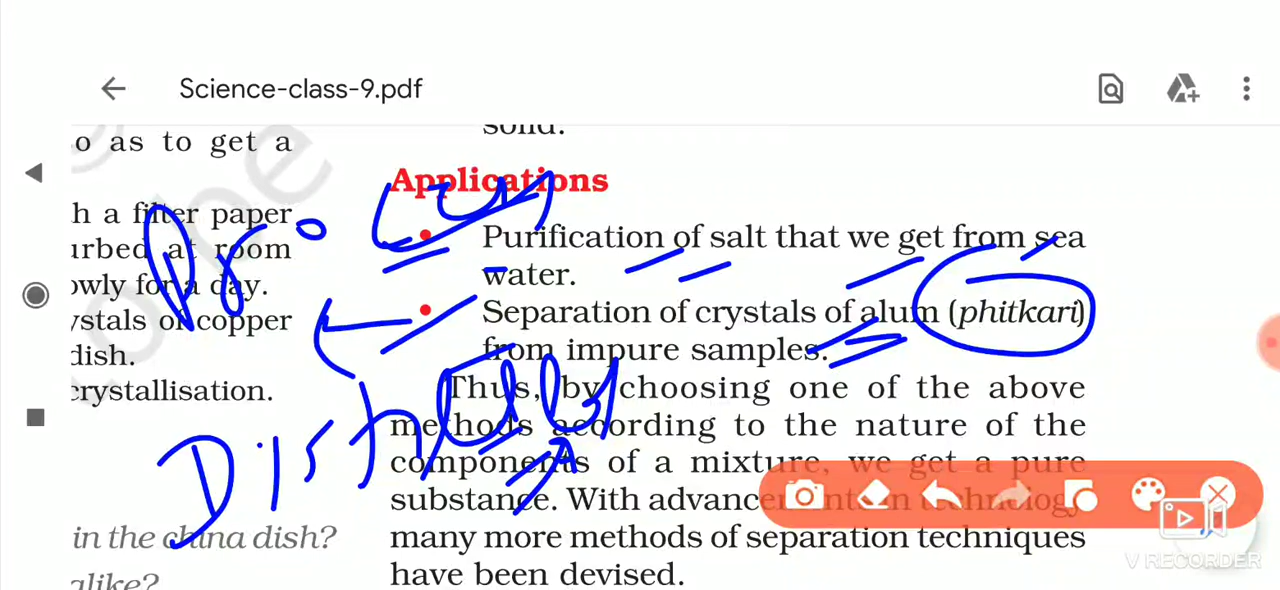 Science-class-9.pdf
o as to get a
h a filter paper
urbed at room
owly for a day.
ystals of copper
dish.
crystallisation.
in the china dish?
alike?
solid.
Applications
• Purification of salt that we get from sea
water.
• Separation of crystals of alum (phitkari)
from impure samples.
Thus, by choosing one of the above
methods according to the nature of the
components of a mixture, we get a pure
substance. With advancements in technology
many more methods of separation techniques
have been devised.
V RECORDER